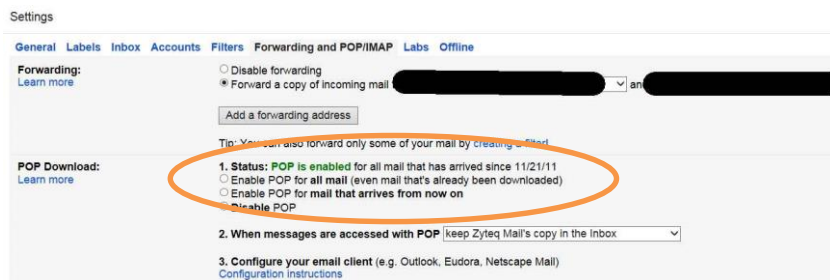 Settings
General Labels Inbox Accounts Filters Forwarding and POP/IMAP Labs Offline
Forwarding: Disable forwarding
Learn more Forward a copy of incoming mail and
Add a forwarding address
Tip: You can also forward only some of your mail by creating a filter!
POP Download: 1. Status: POP is enabled for all mail that has arrived since 11/21/11
Learn more Enable POP for all mail (even mail that's already been downloaded)
Enable POP for mail that arrives from now on
Disable POP
2. When messages are accessed with POP keep Zyteq Mail's copy in the Inbox
3. Configure your email client (e.g. Outlook, Eudora, Netscape Mail)
Configuration instructions